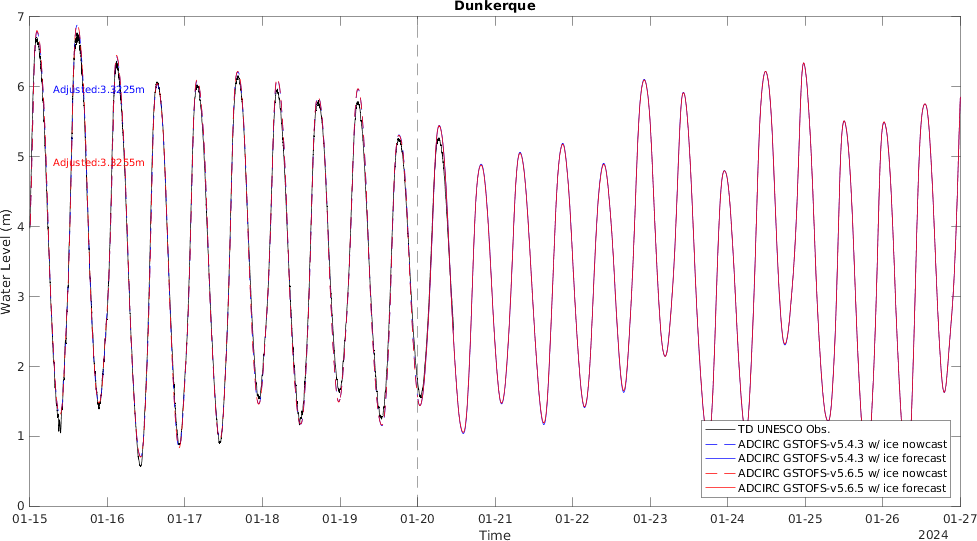 Dunkerque
7
6
5
4
3
2
1
0
Water Level (m)
Adjusted:3.3225m
Adjusted:3.3265m
TD UNESCO Obs.
ADCIRC GSTOFS-v5.4.3 w/ ice nowcast
ADCIRC GSTOFS-v5.4.3 w/ ice forecast
ADCIRC GSTOFS-v5.6.5 w/ ice nowcast
ADCIRC GSTOFS-v5.6.5 w/ ice forecast
01-15 01-16 01-17 01-18 01-19 01-20 01-21 01-22 01-23 01-24 01-25 01-26 01-27
Time
2024